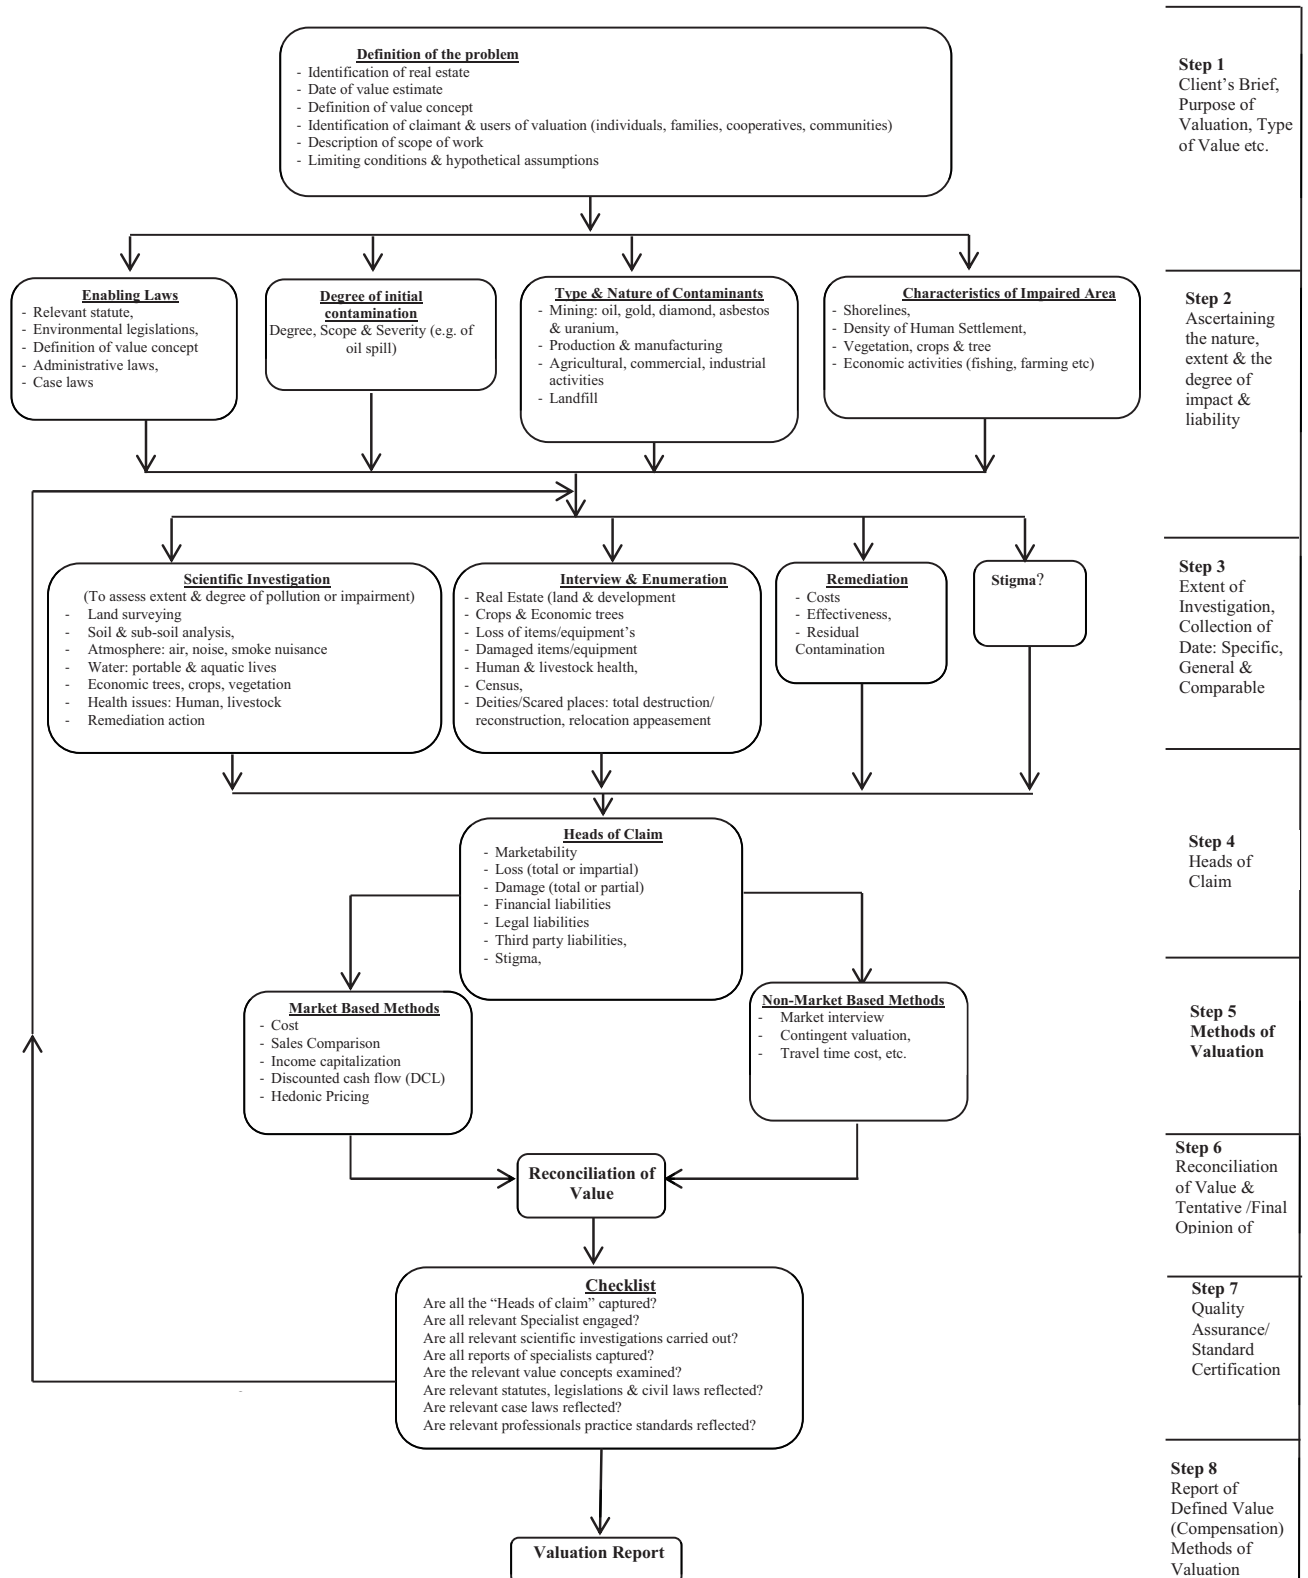 Definition of the problem
- Identification of real estate
- Date of value estimate
- Definition of value concept
- Identification of claimant & users of valuation (individuals, families, cooperatives, communities)
- Description of scope of work
- Limiting conditions & hypothetical assumptions
Step 1
Client's Brief,
Purpose of
Valuation, Type
of Value etc.
Enabling Laws
- Relevant statute,
- Environmental legislations,
- Definition of value concept
- Administrative laws,
- Case laws
Degree of initial
contamination
Degree, Scope & Severity (e.g. of
oil spill)
Type & Nature of Contaminants
- Mining: oil, gold, diamond, asbestos
& uranium,
- Production & manufacturing
- Agricultural, commercial, industrial
activities
- Landfill
Characteristics of Impaired Area
- Shorelines,
- Density of Human Settlement,
- Vegetation, crops & tree
- Economic activities (fishing, farming etc)
Step 2
Ascertaining
the nature,
extent & the
degree of
impact &
liability
Scientific Investigation
(To assess extent & degree of pollution or impairment)
- Land surveying
- Soil & sub-soil analysis,
- Atmosphere: air, noise, smoke nuisance
- Water: portable & aquatic lives
- Economic trees, crops, vegetation
- Health issues: Human, livestock
- Remediation action
Interview & Enumeration
- Real Estate (land & development
- Crops & Economic trees
- Loss of items/equipment's
- Damaged items/equipment
- Human & livestock health,
- Census,
- Deities/Scared places: total destruction/
reconstruction, relocation appeasement
Remediation
- Costs
- Effectiveness,
- Residual
Contamination
Stigma?
Step 3
Extent of
Investigation,
Collection of
Date: Specific,
General &
Comparable
Heads of Claim
- Marketability
- Loss (total or impartial)
- Damage (total or partial)
- Financial liabilities
- Legal liabilities
- Third party liabilities,
- Stigma,
Step 4
Heads of
Claim
Market Based Methods
- Cost
- Sales Comparison
- Income capitalization
- Discounted cash flow (DCL)
- Hedonic Pricing
Non-Market Based Methods
- Market interview
- Contingent valuation,
- Travel time cost, etc.
Step 5
Methods of
Valuation
Reconciliation of
Value
Step 6
Reconciliation
of Value &
Tentative /Final
Opinion of
Checklist
Are all the “Heads of claim” captured?
Are all relevant Specialist engaged?
Are all relevant scientific investigations carried out?
Are all reports of specialists captured?
Are the relevant value concepts examined?
Are relevant statutes, legislations & civil laws reflected?
Are relevant case laws reflected?
Are relevant professionals practice standards reflected?
Step 7
Quality
Assurance/
Standard
Certification
Valuation Report
Step 8
Report of
Defined Value
(Compensation)
Methods of
Valuation